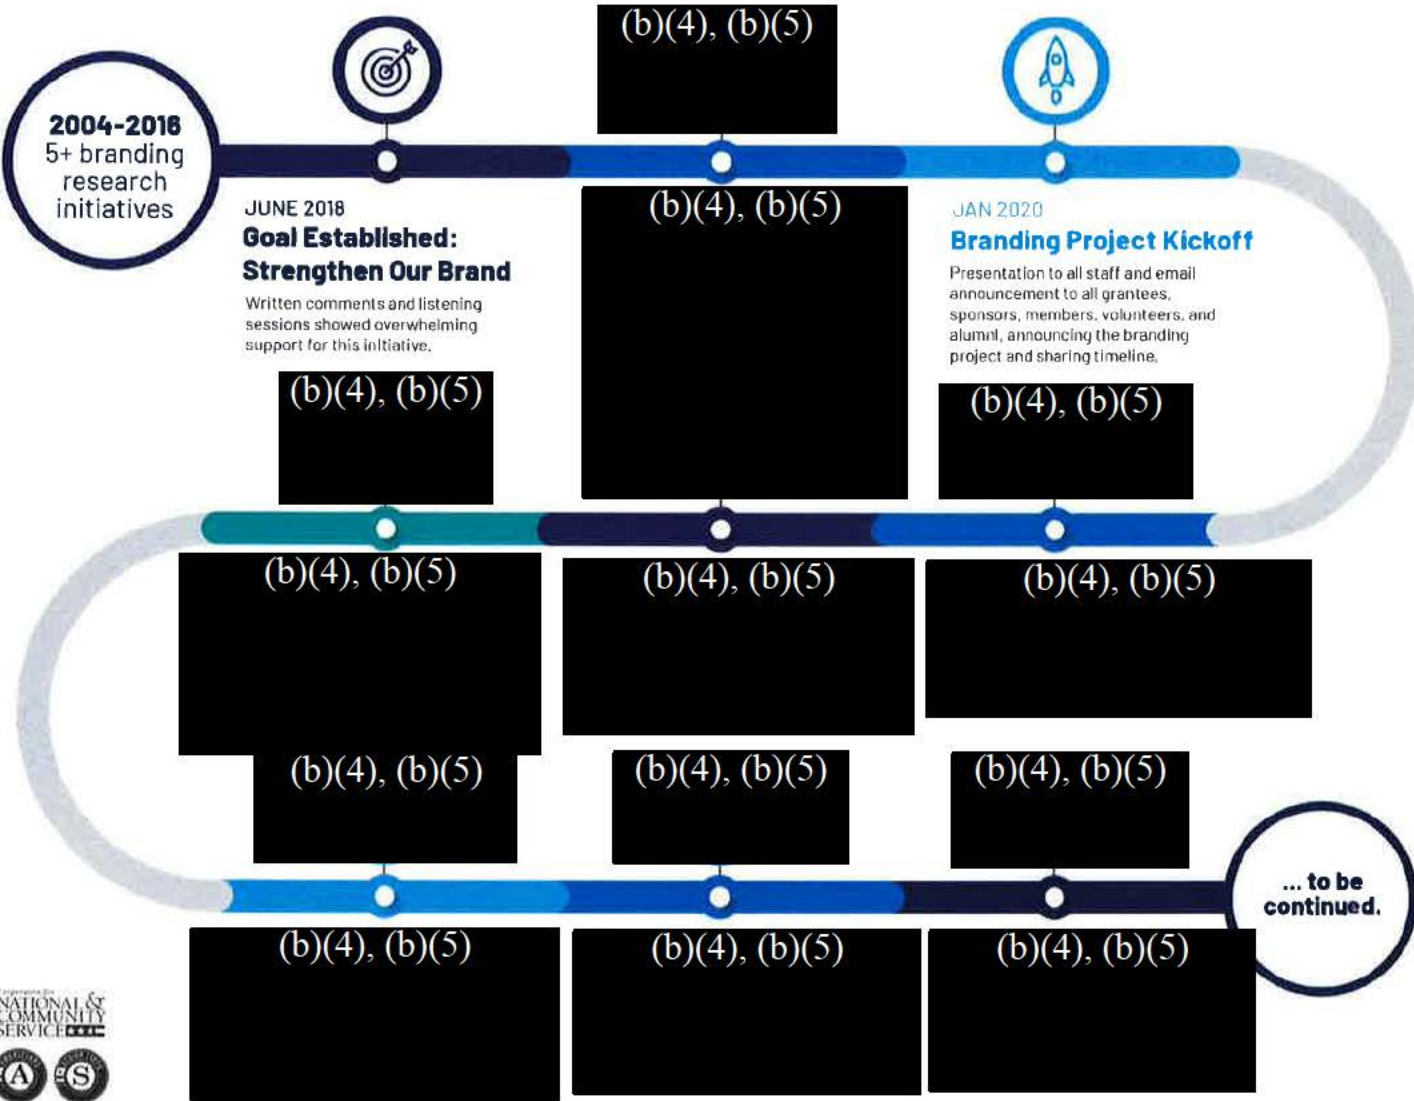 (b)(4), (b)(5)
2004-2016
5+ branding
research
initiatives
JUNE 2018
Goal Established:
Strengthen Our Brand
Written comments and listening
sessions showed overwhelming
support for this initiative.
(b)(4), (b)(5)
JAN 2020
Branding Project Kickoff
Presentation to all staff and email
announcement to all grantees,
sponsors, members, volunteers, and
alumni, announcing the branding
project and sharing timeline.
(b)(4), (b)(5)
(b)(4), (b)(5)
(b)(4), (b)(5)
(b)(4), (b)(5)
(b)(4), (b)(5)
(b)(4), (b)(5)
(b)(4), (b)(5)
(b)(4), (b)(5)
... to be
continued.
(b)(4), (b)(5)
(b)(4), (b)(5)
(b)(4), (b)(5)
NATIONAL &
COMMUNITY
SERVICE
A
S